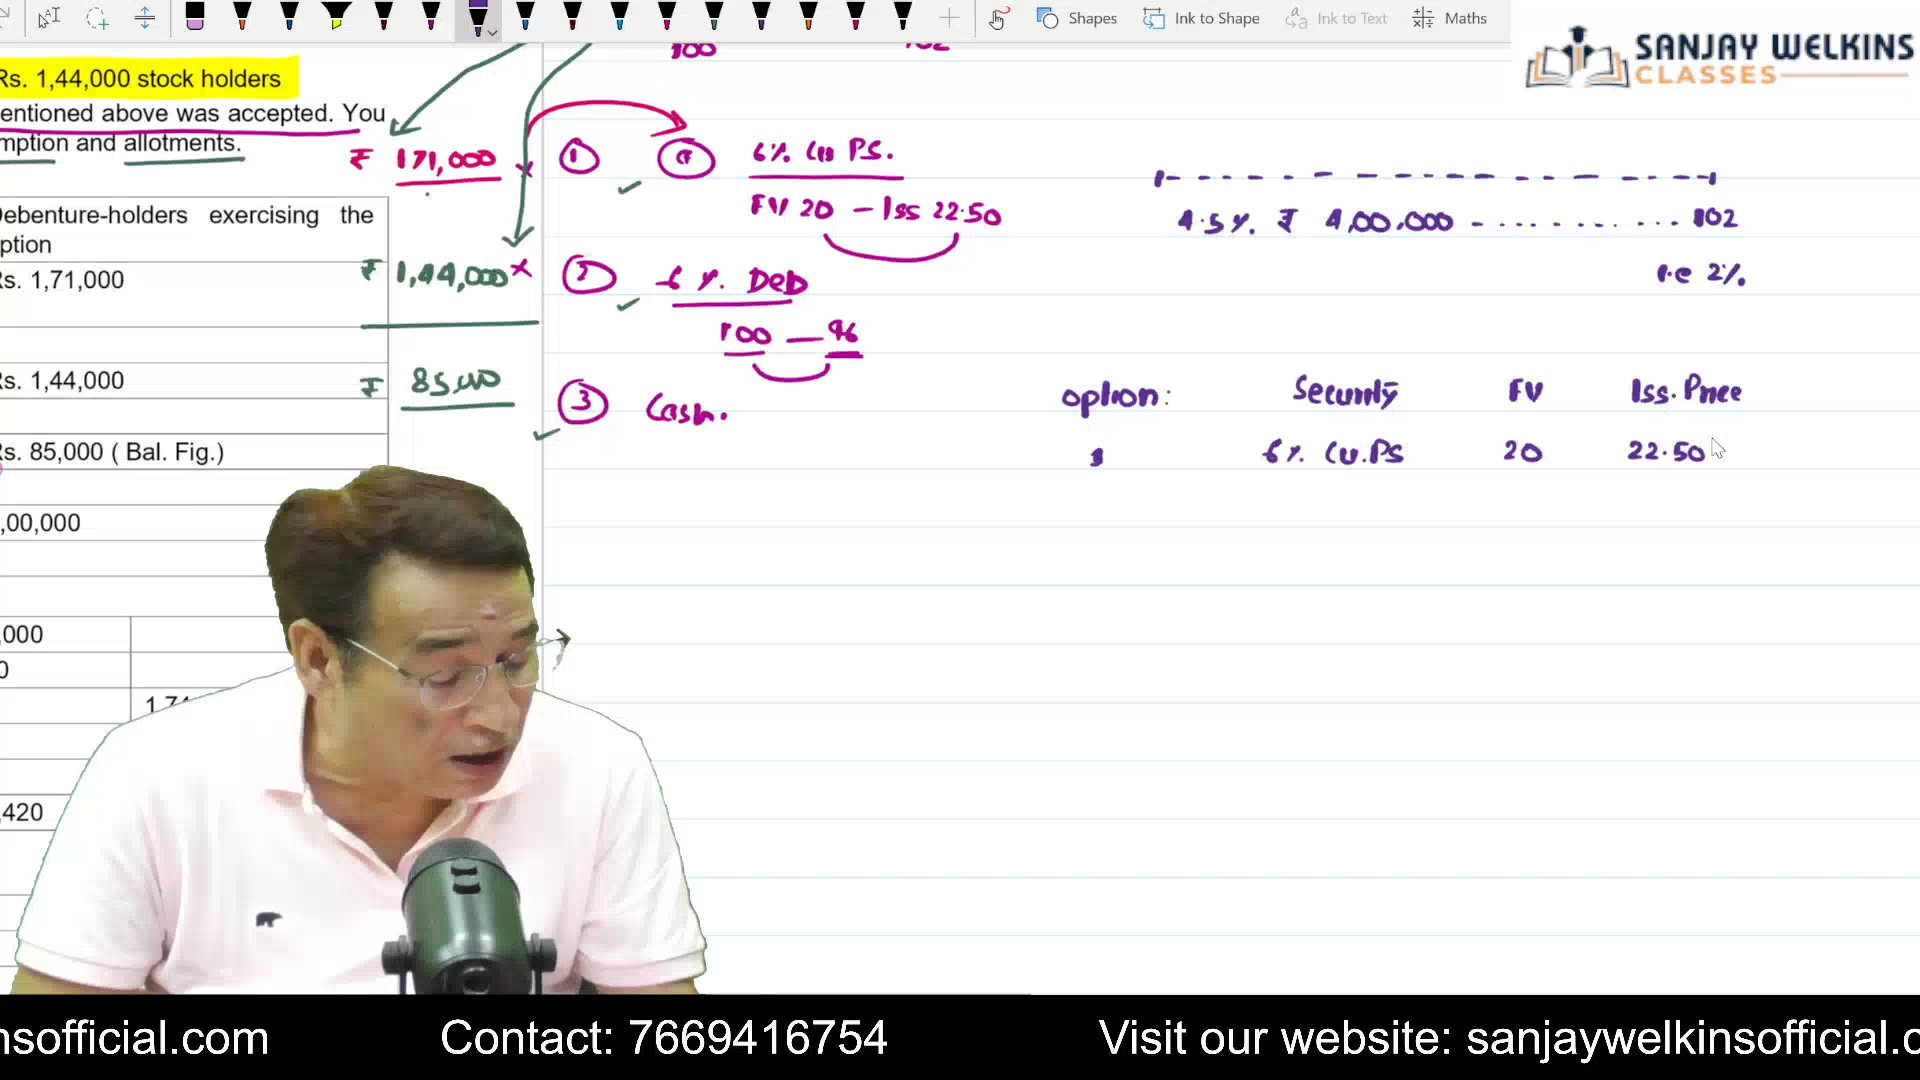 Shapes Ink to Shape Ink to Text Maths
SANJAY WELKINS
CLASSES
Rs. 1,44,000 stock holders
entioned above was accepted. You
mption and allotments.
100 102
Debenture-holders exercising the
ption
Rs. 1,71,000
Rs. 1,44,000
Rs. 85,000 ( Bal. Fig.)
,00,000
,000
0
,420
₹ 171,000 ×
₹ 1,44,000 ×
₹ 85,000
1 a 6% Cu PS.
FV 20 — Iss 22.50
2 6 %. Deb
100 — 96
3 Cash.
4.5%. ₹ 4,00,000 ................ 102
i.e 2%.
option: Security FV Iss. Price
1 6%. Cu.PS 20 22.50
nsofficial.com Contact: 7669416754 Visit our website: sanjaywelkinsofficial.c